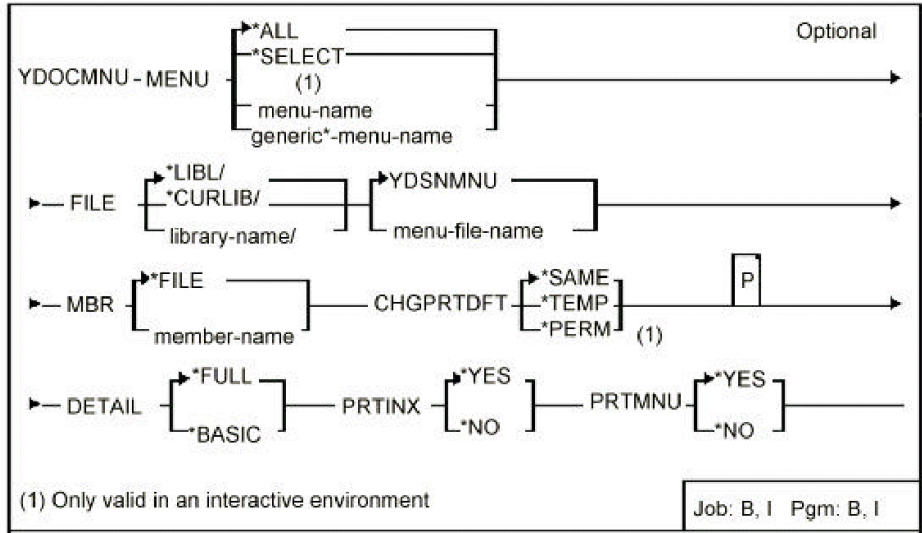 *ALL
Optional
*SELECT
YDOCMNU - MENU
(1)
menu-name
generic*-menu-name
*LIBL/
YDSNMNU
FILE
*CURLIB/
library-name/
menu-file-name
*FILE
*SAME
P
MBR
CHGPRTDFT
*TEMP
member-name
*PERM
(1)
*FULL
*YES
*YES
DETAIL
PRTINX
PRTMNU
*BASIC
*NO
*NO
(1) Only valid in an interactive environment
Job: B, I Pgm: B, I